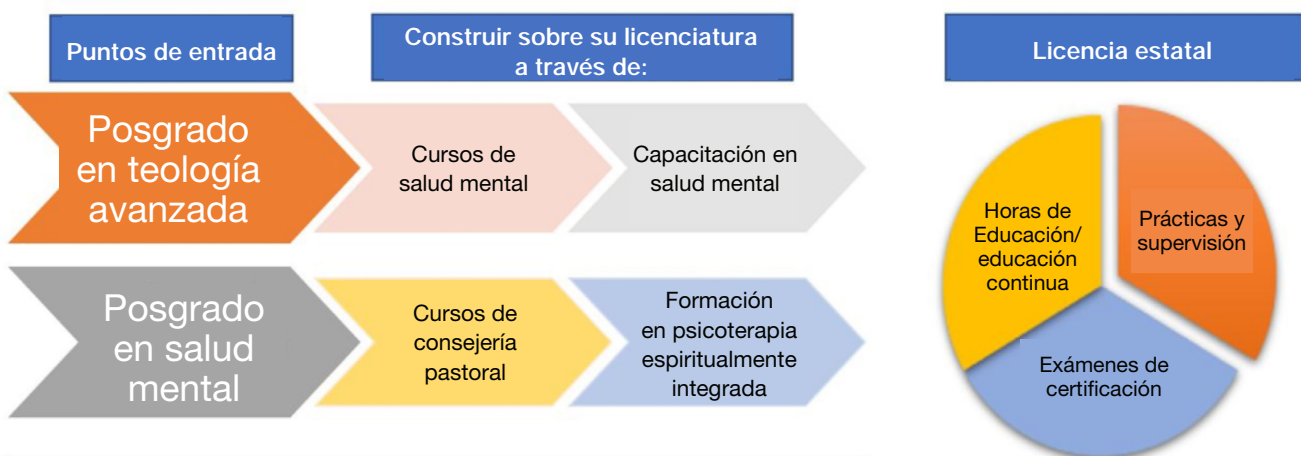 Puntos de entrada
Construir sobre su licenciatura
a través de:
Licencia estatal
Posgrado
en teología
avanzada
Cursos de
salud mental
Capacitación en
salud mental
Posgrado
en salud
mental
Cursos de
consejería
pastoral
Formación
en psicoterapia
espiritualmente
integrada
Horas de
Educación/
educación
continua
Prácticas y
supervisión
Exámenes de
certificación